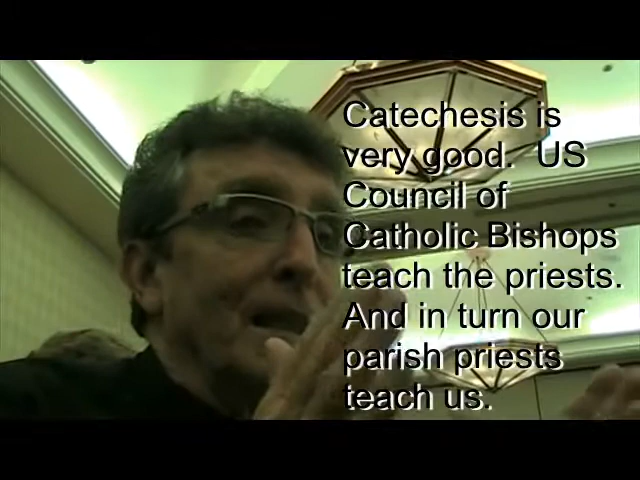 Catechesis is
very good.  US
Council of
Catholic Bishops
teach the priests.
And in turn our
parish priests
teach us.